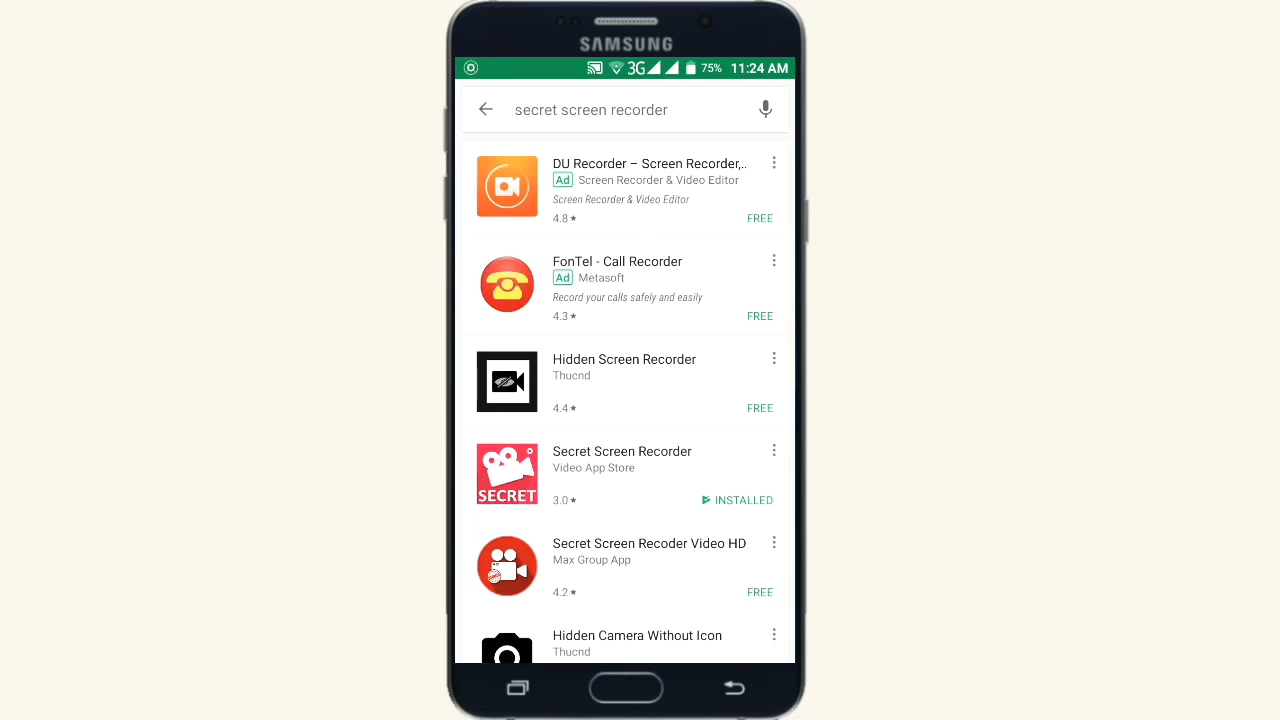 SAMSUNG
3G 75% 11:24 AM
secret screen recorder
DU Recorder – Screen Recorder,..
Ad Screen Recorder & Video Editor
Screen Recorder & Video Editor
4.8★ FREE
FonTel - Call Recorder
Ad Metasoft
Record your calls safely and easily
4.3★ FREE
Hidden Screen Recorder
Thucnd
4.4★ FREE
SECRET
Secret Screen Recorder
Video App Store
3.0★ INSTALLED
Secret Screen Recoder Video HD
Max Group App
4.2★ FREE
Hidden Camera Without Icon
Thucnd